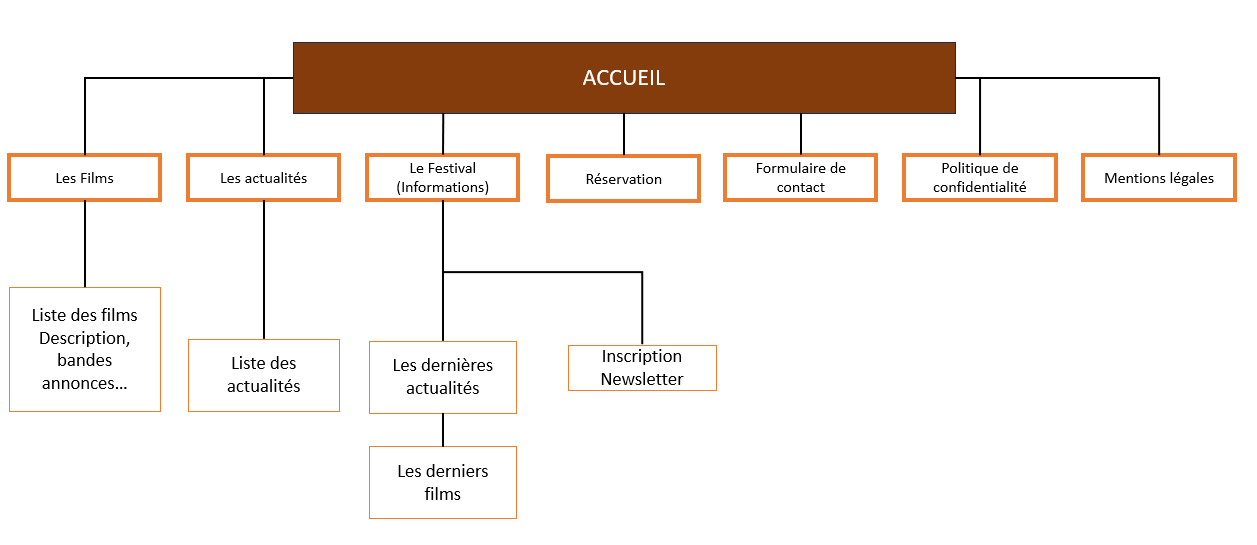 ACCUEIL
Les Films
Les actualités
Le Festival
(Informations)
Réservation
Formulaire de
contact
Politique de
confidentialité
Mentions légales
Liste des films
Description,
bandes
annonces...
Liste des
actualités
Les dernières
actualités
Inscription
Newsletter
Les derniers
films